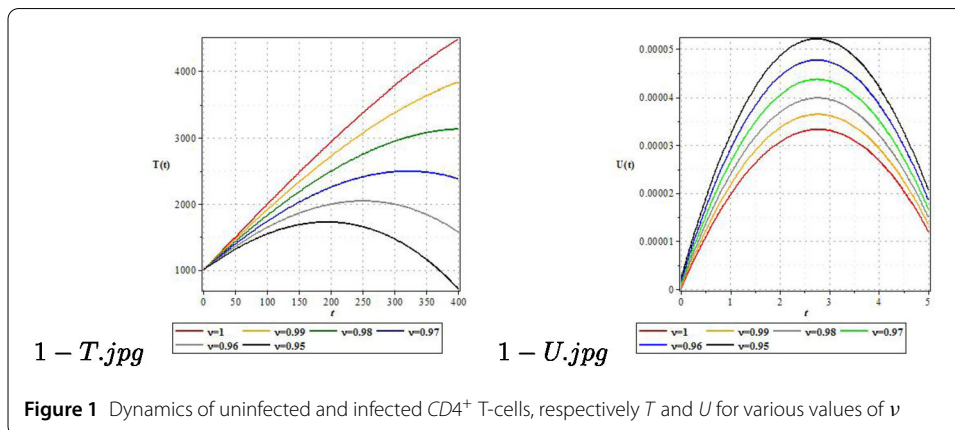 4000
3000
T(t)
2000
1000
0 50 100 150 200 250 300 350 400
t
v=1 v=0.99 v=0.98 v=0.97
v=0.96 v=0.95
1 − T.jpg
0.00005
0.00004
0.00003
U(t)
0.00002
0.00001
0
0 1 2 3 4 5
t
v=1 v=0.99 v=0.98 v=0.97
v=0.96 v=0.95
1 − U.jpg
Figure 1 Dynamics of uninfected and infected CD4⁺ T-cells, respectively T and U for various values of ν